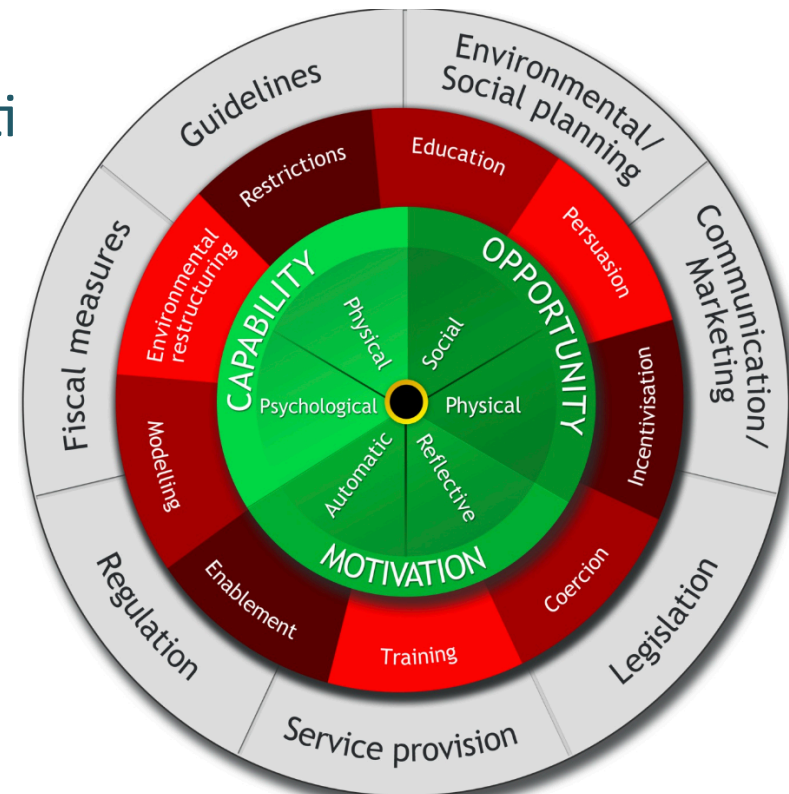 i
Guidelines
Environmental/
Social planning
Communication/
Marketing
Legislation
Service provision
Regulation
Fiscal measures
Restrictions
Education
Persuasion
Incentivisation
Coercion
Training
Enablement
Modelling
Environmental
restructuring
CAPABILITY
OPPORTUNITY
MOTIVATION
Physical
Social
Physical
Reflective
Automatic
Psychological